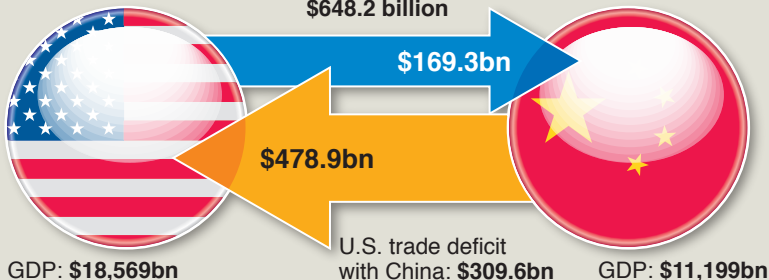 $648.2 billion
$169.3bn
$478.9bn
U.S. trade deficit
with China: $309.6bn
GDP: $18,569bn
GDP: $11,199bn